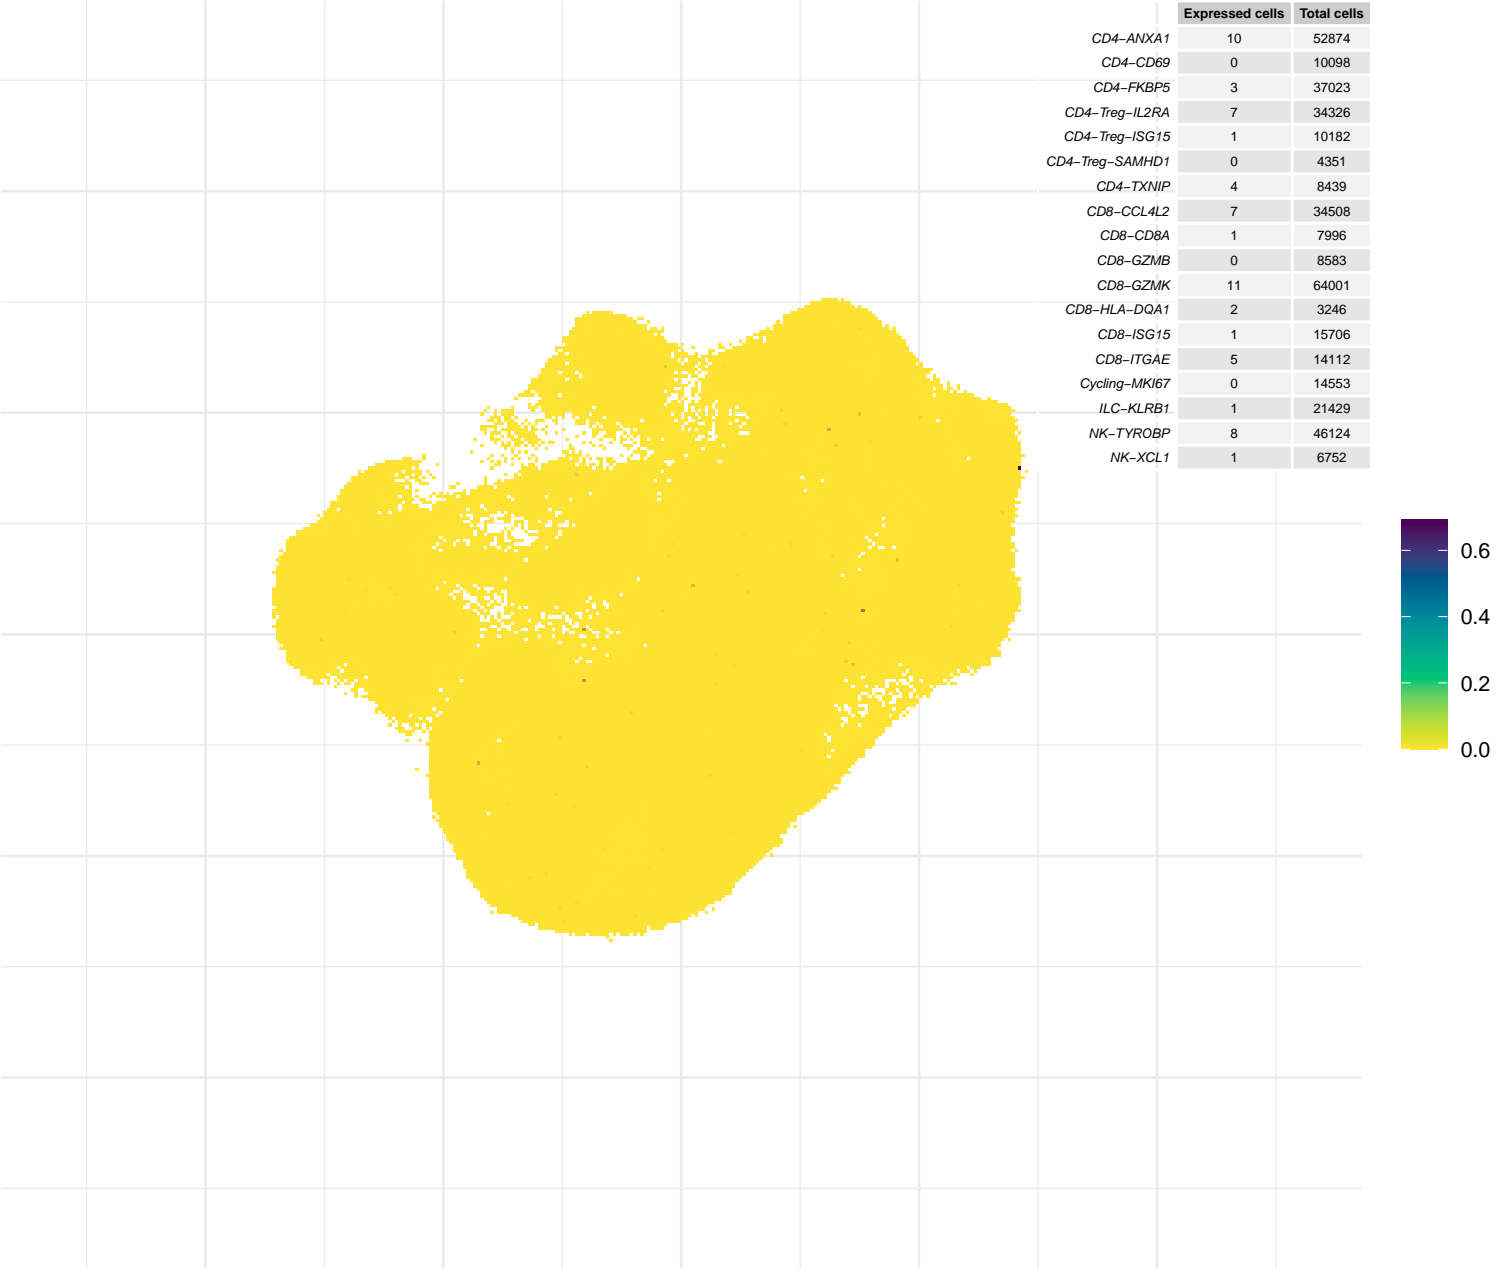 Expressed cells Total cells
CD4−ANXA1 10 52874
CD4−CD69 0 10098
CD4−FKBP5 3 37023
CD4−Treg−IL2RA 7 34326
CD4−Treg−ISG15 1 10182
CD4−Treg−SAMHD1 0 4351
CD4−TXNIP 4 8439
CD8−CCL4L2 7 34508
CD8−CD8A 1 7996
CD8−GZMB 0 8583
CD8−GZMK 11 64001
CD8−HLA−DQA1 2 3246
CD8−ISG15 1 15706
CD8−ITGAE 5 14112
Cycling−MKI67 0 14553
ILC−KLRB1 1 21429
NK−TYROBP 8 46124
NK−XCL1 1 6752
0.6
0.4
0.2
0.0